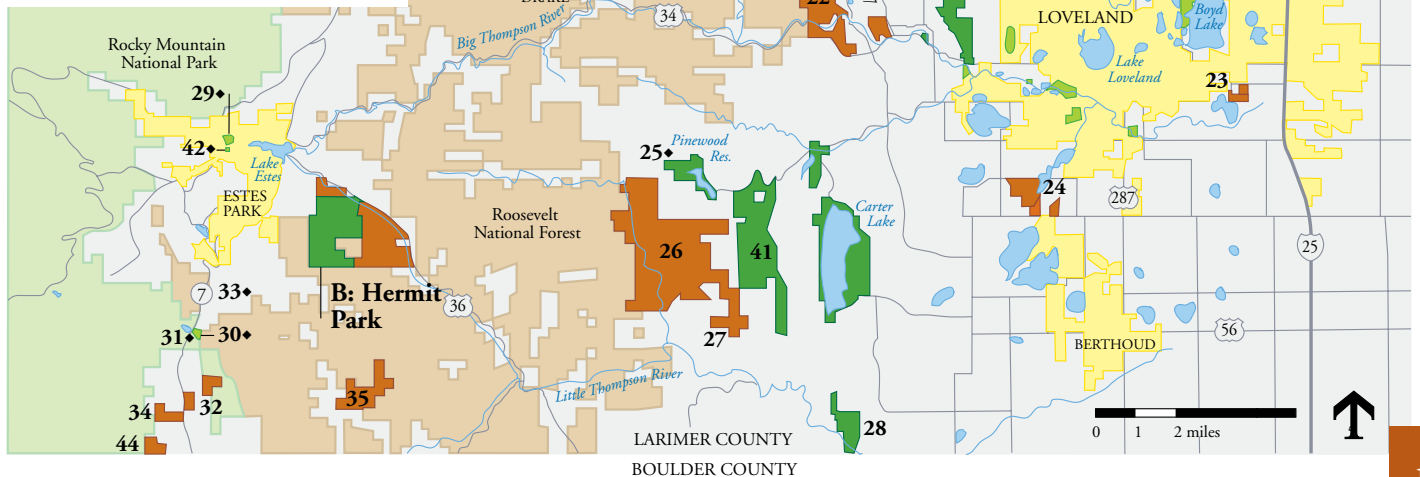 DRAKE
22
34
Big Thompson River
LOVELAND
Boyd
Lake
Rocky Mountain
National Park
Lake
Loveland
23
29
42
Lake
Estes
25
Pinewood
Res.
ESTES
PARK
24
287
Roosevelt
National Forest
Carter
Lake
26
41
25
7
33
B: Hermit
Park
36
31
30
27
56
BERTHOUD
Little Thompson River
35
34
32
28
44
LARIMER COUNTY
0 1 2 miles
BOULDER COUNTY